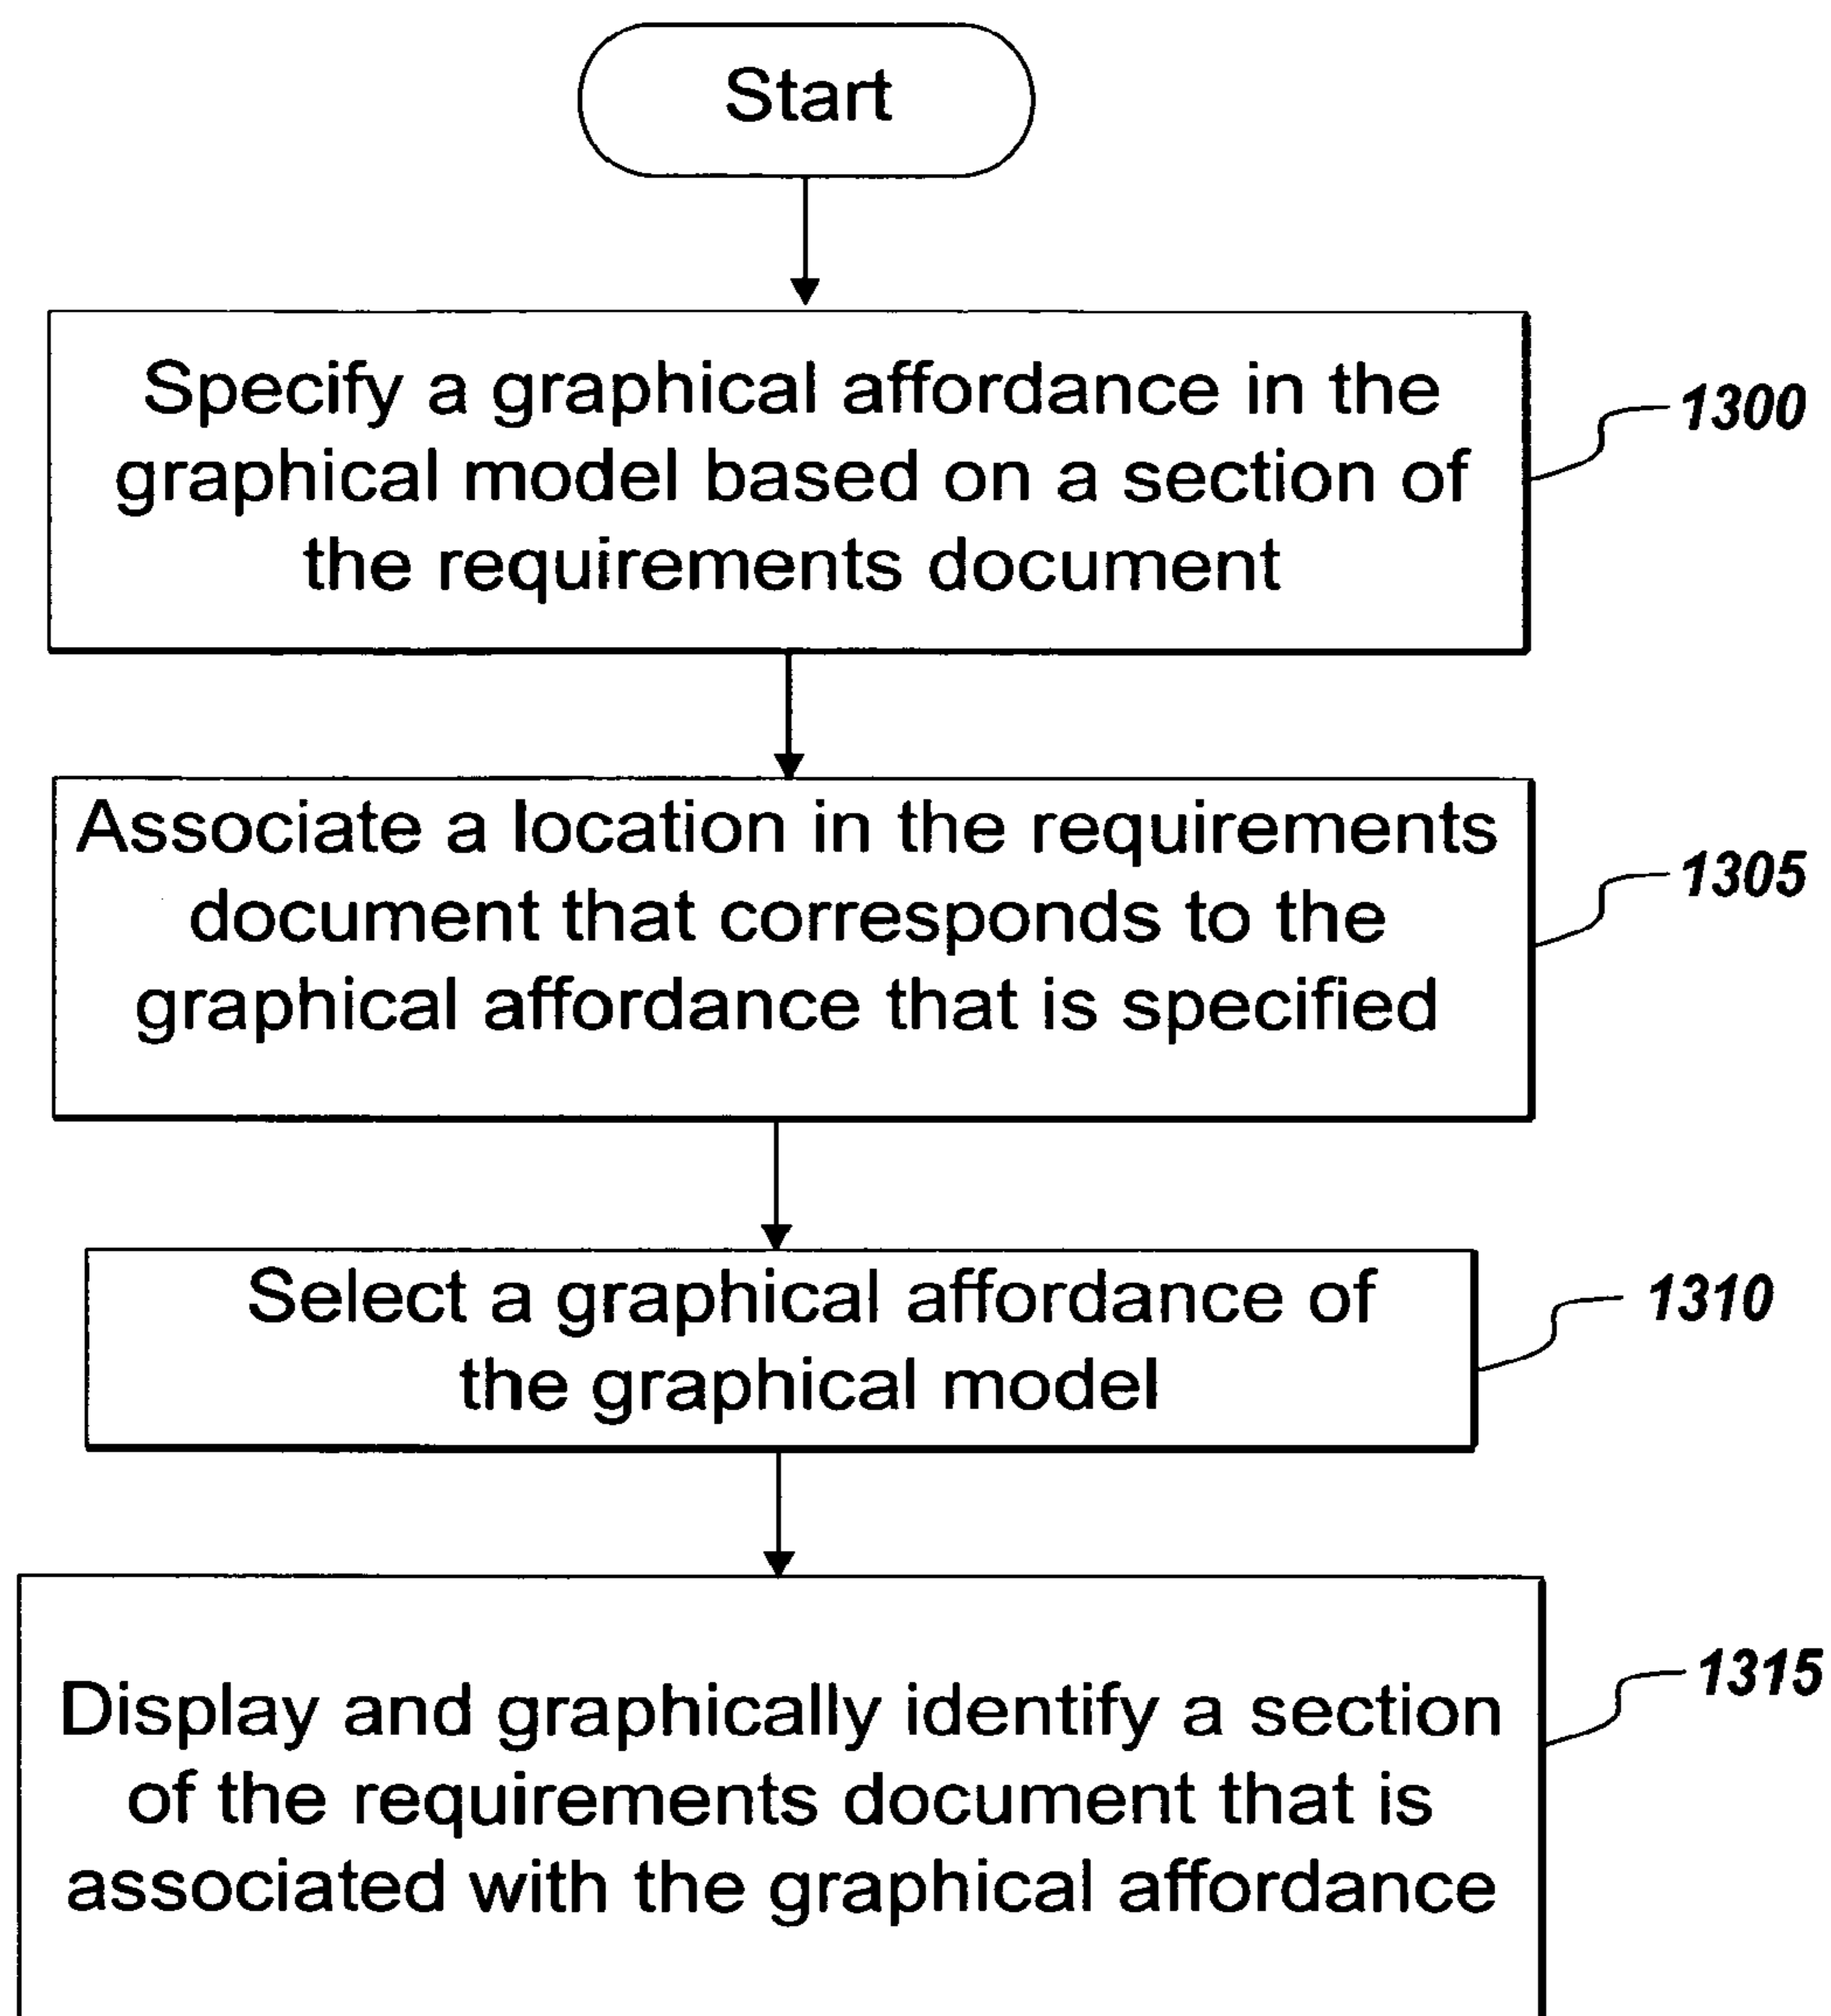 Start
Specify a graphical affordance in the
graphical model based on a section of
the requirements document
1300
Associate a location in the requirements
document that corresponds to the
graphical affordance that is specified
1305
Select a graphical affordance of
the graphical model
1310
Display and graphically identify a section
of the requirements document that is
associated with the graphical affordance
1315